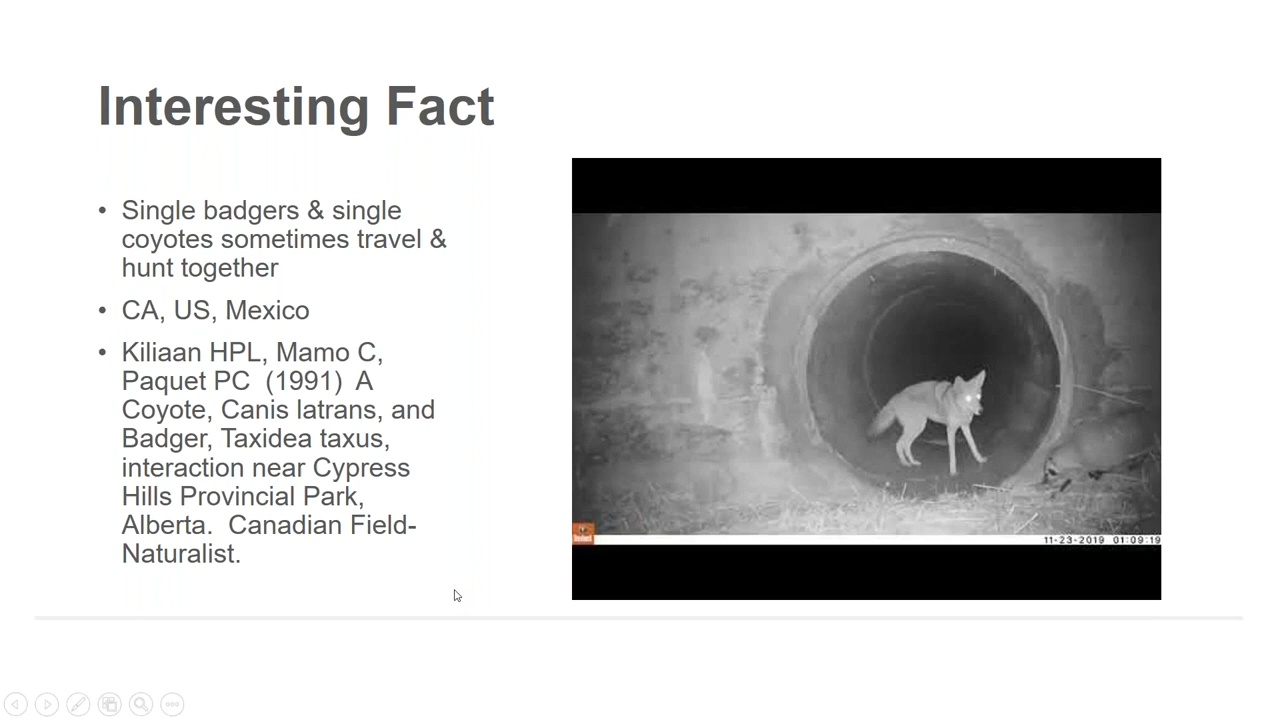 Interesting Fact
• Single badgers & single
coyotes sometimes travel &
hunt together
• CA, US, Mexico
• Kiliaan HPL, Mamo C,
Paquet PC  (1991)  A
Coyote, Canis latrans, and
Badger, Taxidea taxus,
interaction near Cypress
Hills Provincial Park,
Alberta.  Canadian Field-
Naturalist.
Bushnell
11-23-2019 01:09:19